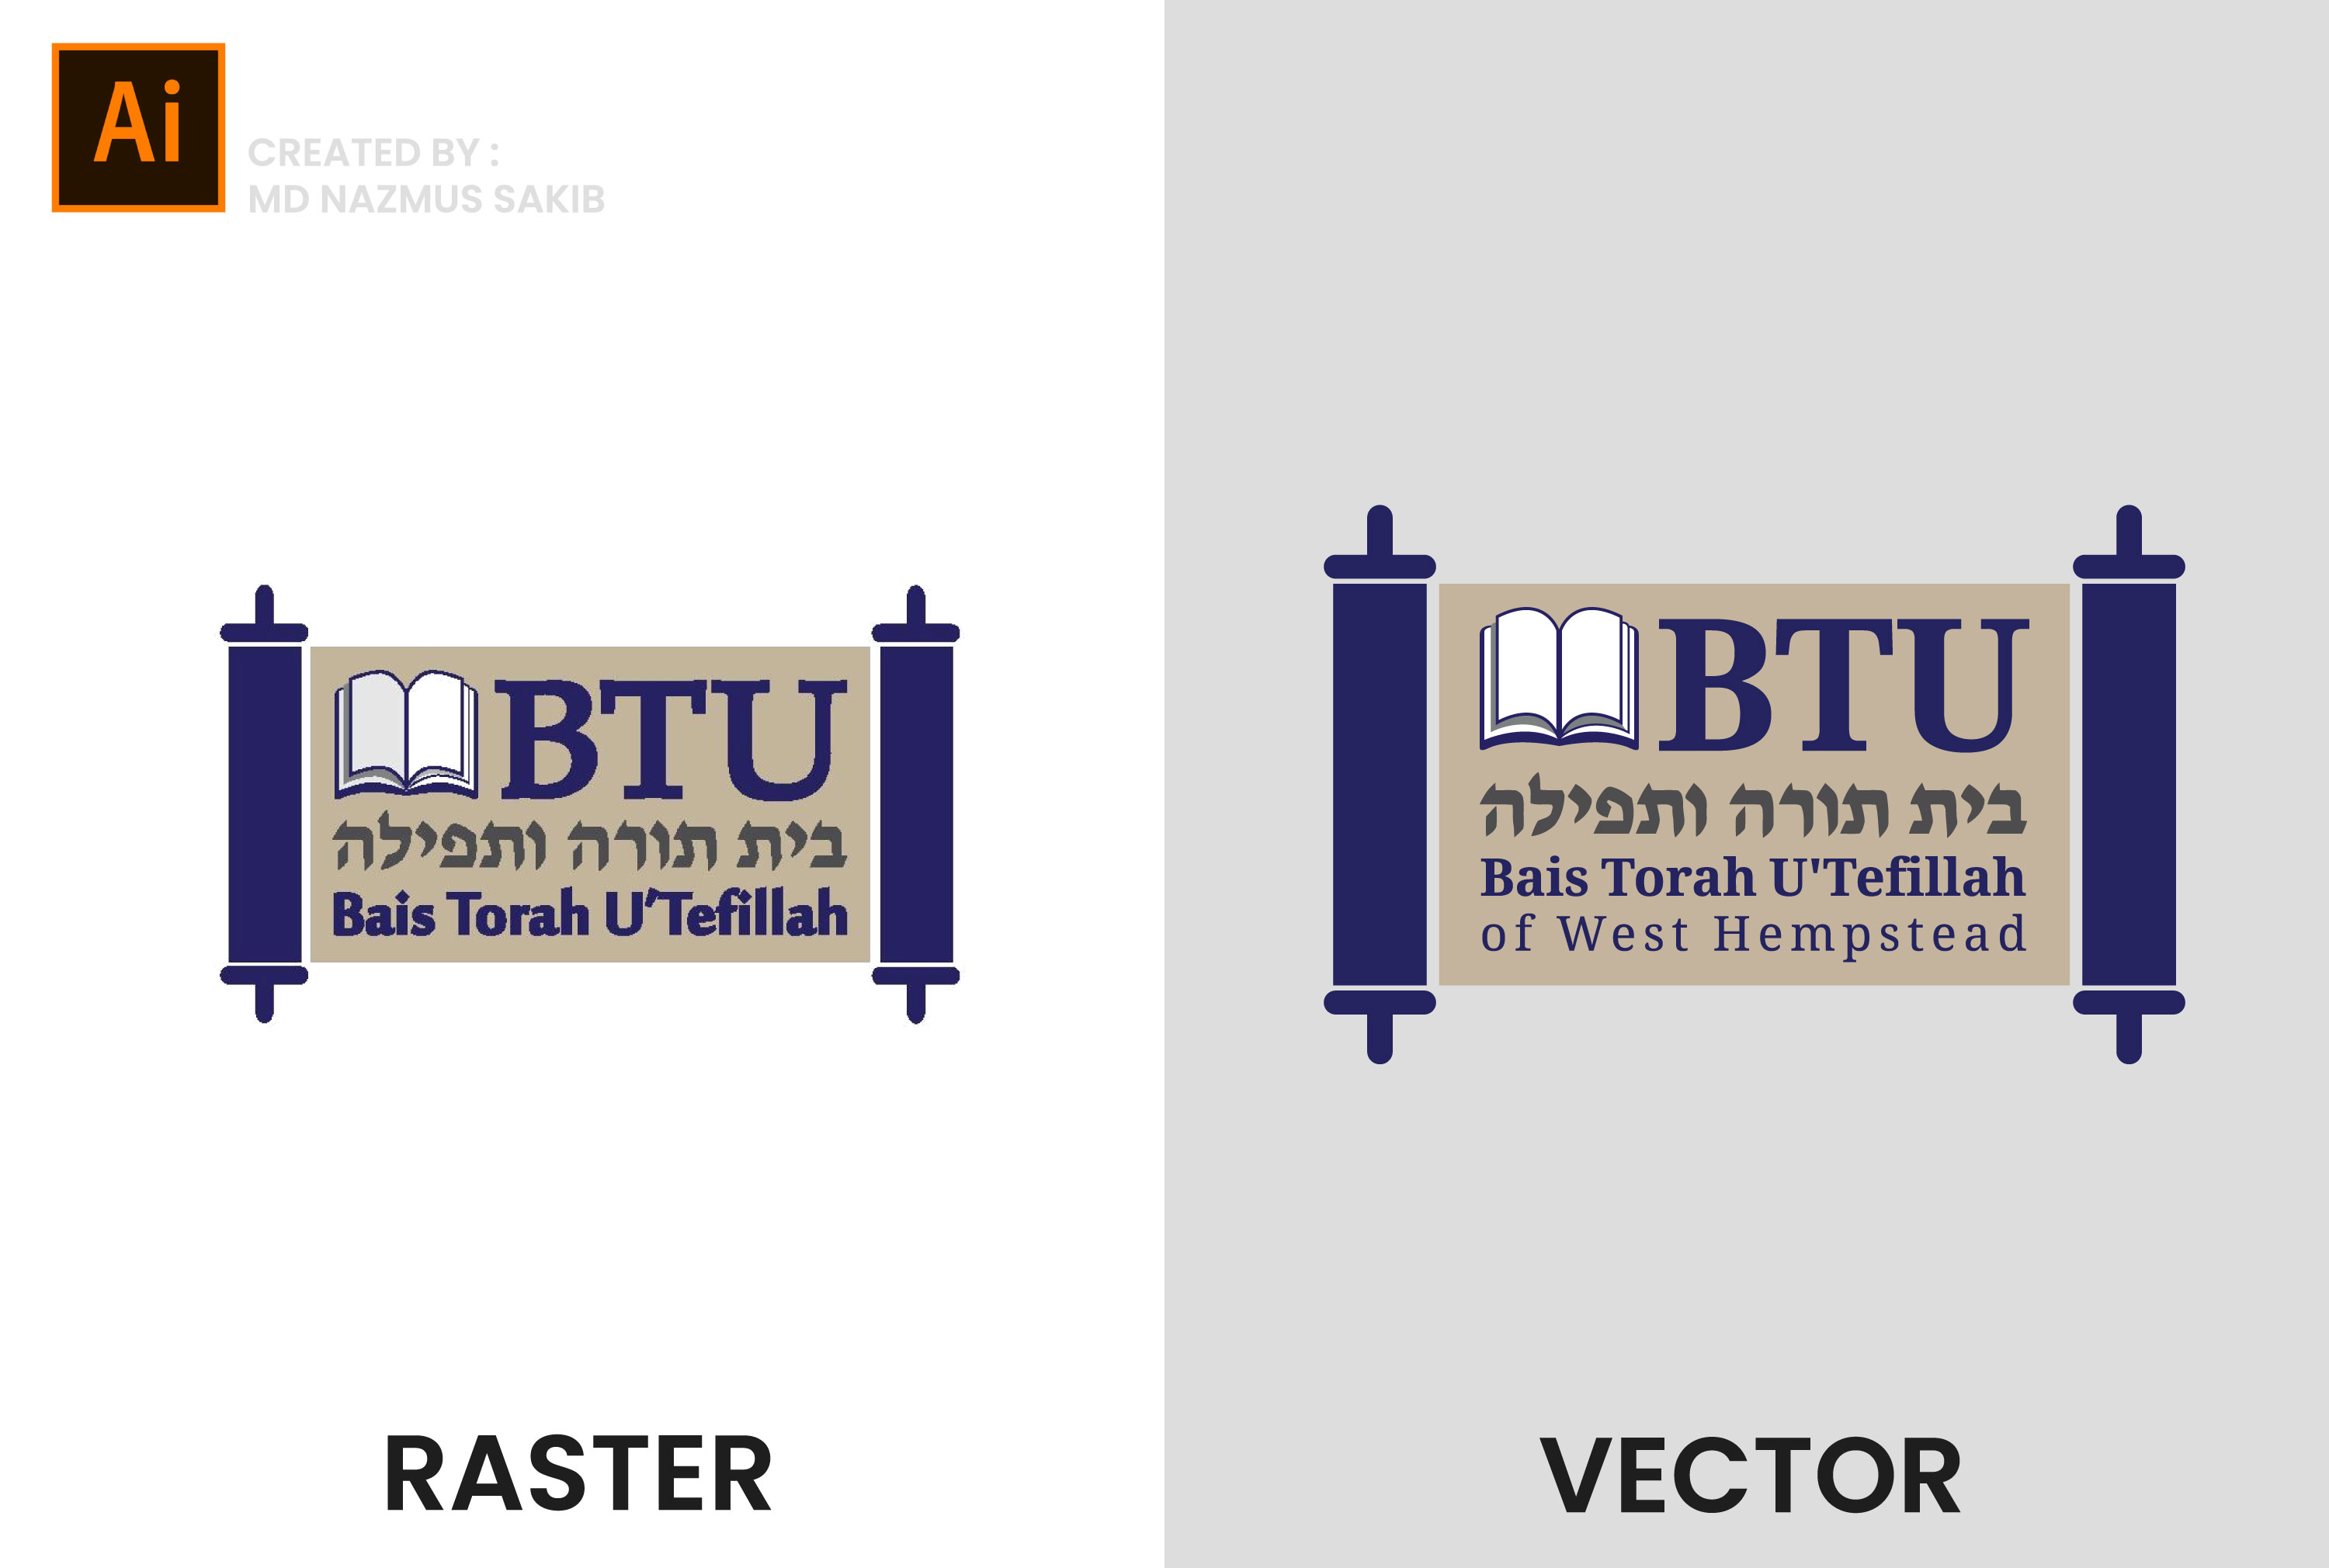 Ai
CREATED BY :
MD NAZMUS SAKIB
BTU
בת תורה ותפילה
Bais Torah U'Tefillah
RASTER
BTU
בית תורה ותפילה
Bais Torah U'Tefillah
of West Hempstead
VECTOR